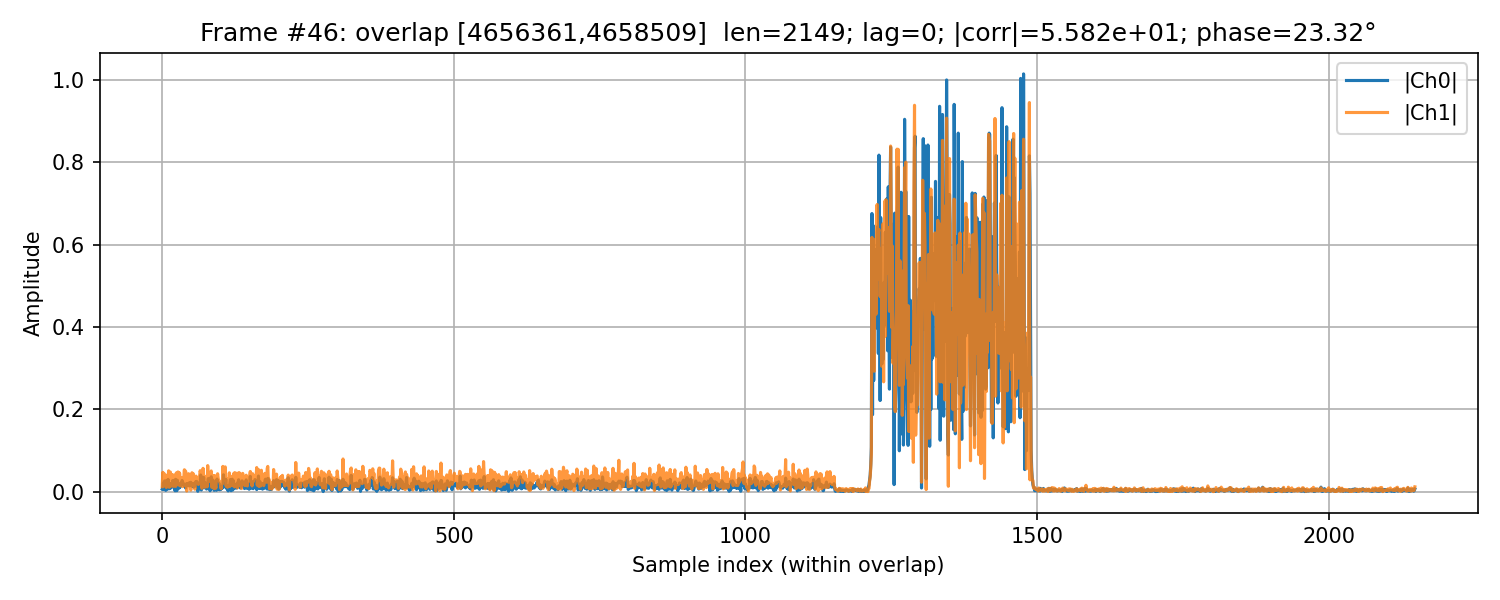 Frame #46: overlap [4656361,4658509]  len=2149; lag=0; |corr|=5.582e+01; phase=23.32°
|Ch0|
|Ch1|
Amplitude
1.0
0.8
0.6
0.4
0.2
0.0
0
500
1000
1500
2000
Sample index (within overlap)